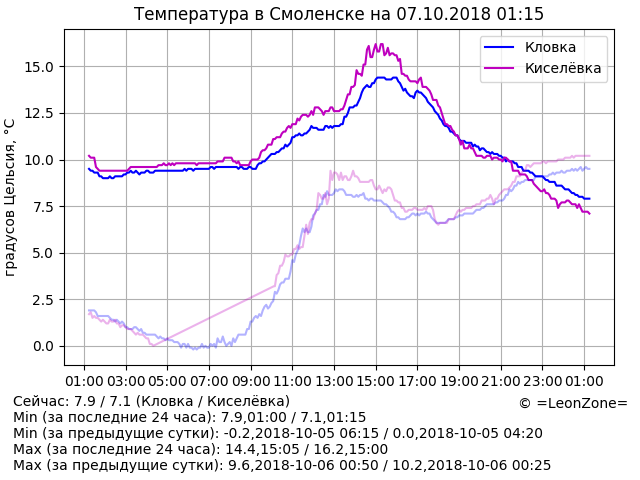 Температура в Смоленске на 07.10.2018 01:15
Кловка
Киселёвка
градусов Цельсия, °C
15.0
12.5
10.0
7.5
5.0
2.5
0.0
01:00 03:00 05:00 07:00 09:00 11:00 13:00 15:00 17:00 19:00 21:00 23:00 01:00
Сейчас: 7.9 / 7.1 (Кловка / Киселёвка)
© =LeonZone=
Min (за последние 24 часа): 7.9,01:00 / 7.1,01:15
Min (за предыдущие сутки): -0.2,2018-10-05 06:15 / 0.0,2018-10-05 04:20
Max (за последние 24 часа): 14.4,15:05 / 16.2,15:00
Max (за предыдущие сутки): 9.6,2018-10-06 00:50 / 10.2,2018-10-06 00:25